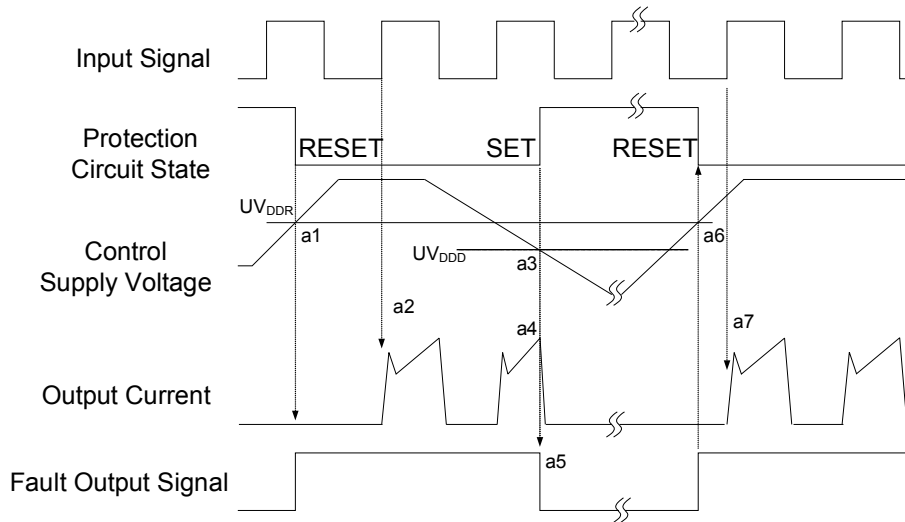 Input Signal
Protection
Circuit State
RESET
SET
RESET
UVDDR
a1
a6
Control
Supply Voltage
UVDDD
a3
a2
a4
a7
Output Current
a5
Fault Output Signal